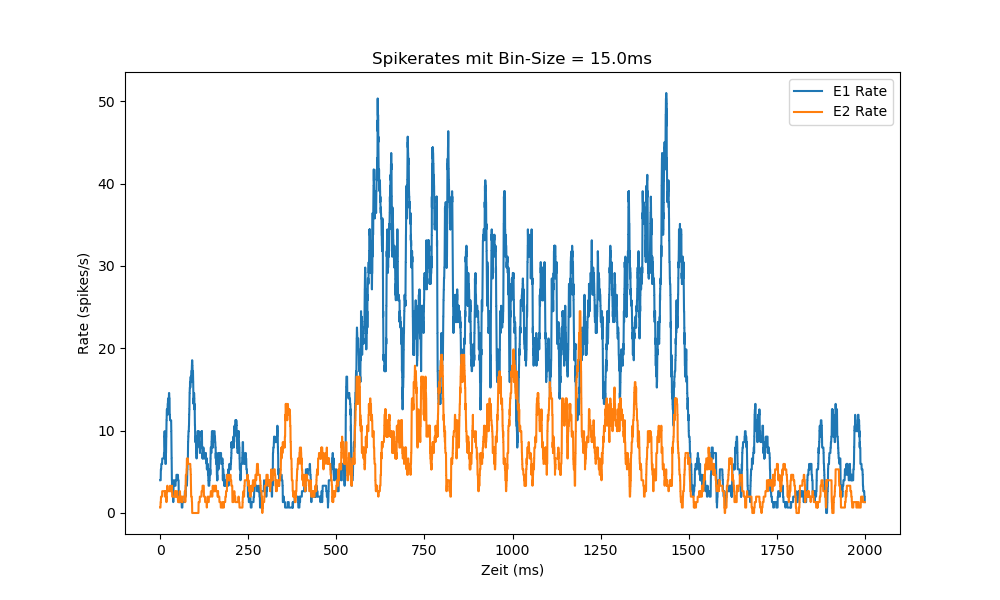 Spikerates mit Bin-Size = 15.0ms
E1 Rate
E2 Rate
Rate (spikes/s)
50
40
30
20
10
0
0 250 500 750 1000 1250 1500 1750 2000
Zeit (ms)